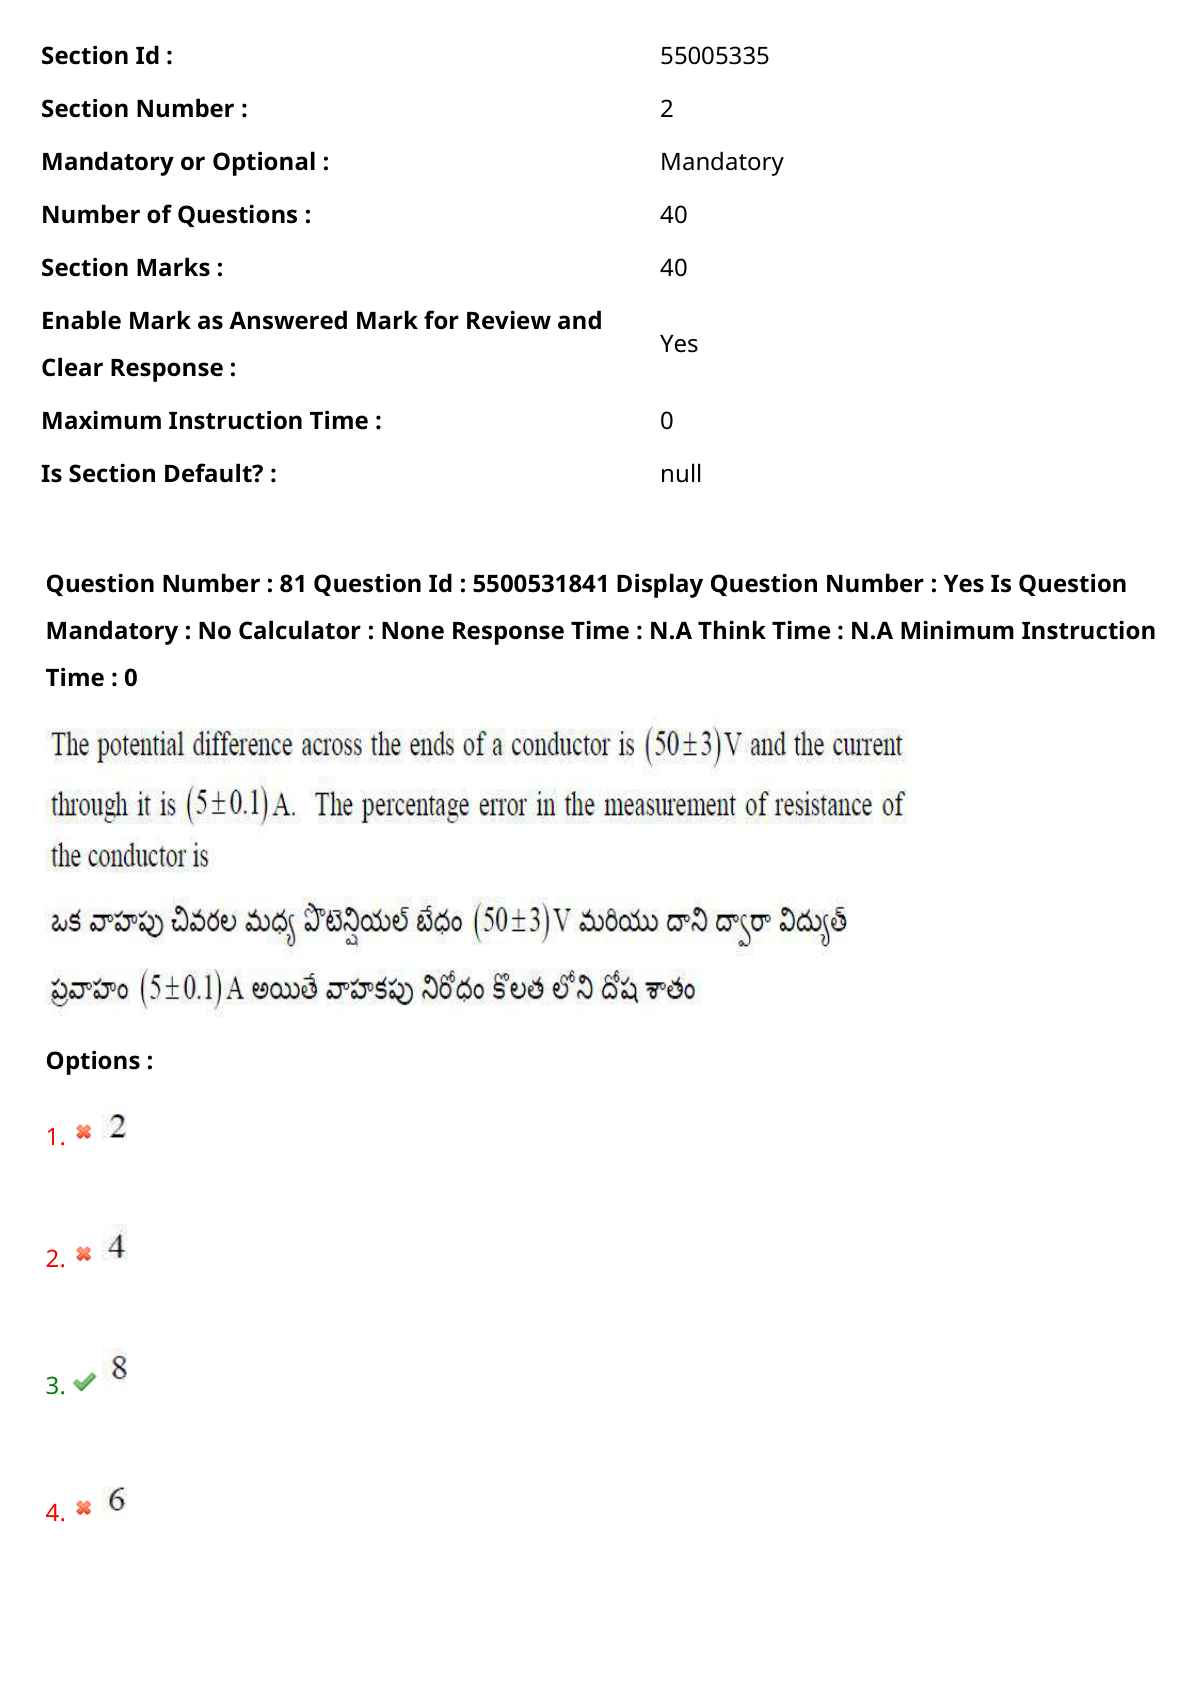 Section Id : 55005335
Section Number : 2
Mandatory or Optional : Mandatory
Number of Questions : 40
Section Marks : 40
Enable Mark as Answered Mark for Review and
Clear Response : Yes
Maximum Instruction Time : 0
Is Section Default? : null
Question Number : 81 Question Id : 5500531841 Display Question Number : Yes Is Question
Mandatory : No Calculator : None Response Time : N.A Think Time : N.A Minimum Instruction
Time : 0
The potential difference across the ends of a conductor is (50±3)V and the current
through it is (5±0.1)A. The percentage error in the measurement of resistance of
the conductor is
ఒక వాహపు చివరల మధ్య పొటెన్షియల్ బేధం (50±3)V మరియు దాని ద్వారా విద్యుత్
ప్రవాహం (5±0.1)A అయితే వాహకపు నిరోధం కొలత లోని దోష శాతం
Options :
1. 2
2. 4
3. 8
4. 6